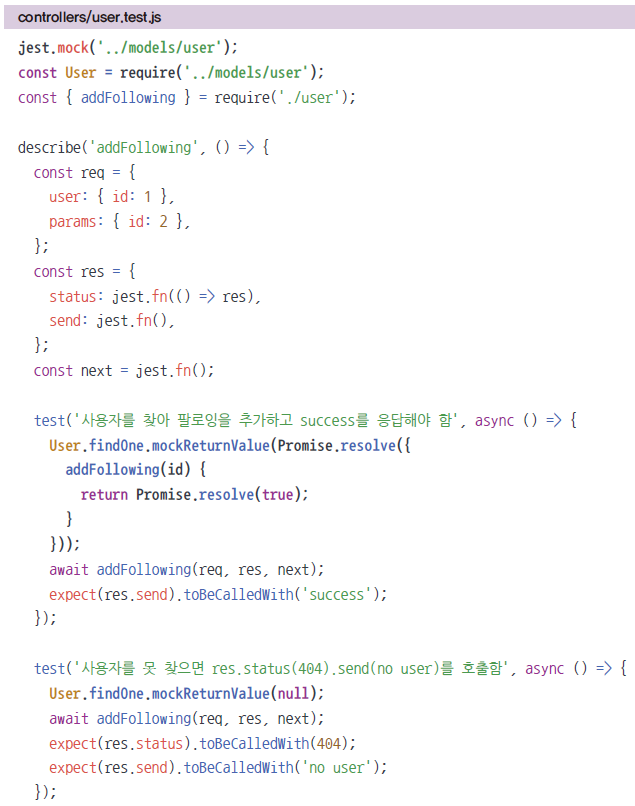 controllers/user.test.js
jest.mock('../models/user');
const User = require('../models/user');
const { addFollowing } = require('./user');
describe('addFollowing', () => {
const req = {
user: { id: 1 },
params: { id: 2 },
};
const res = {
status: jest.fn(() => res),
send: jest.fn(),
};
const next = jest.fn();
test('사용자를 찾아 팔로잉을 추가하고 success를 응답해야 함', async () => {
User.findOne.mockReturnValue(Promise.resolve({
addFollowing(id) {
return Promise.resolve(true);
}
}));
await addFollowing(req, res, next);
expect(res.send).toBeCalledWith('success');
});
test('사용자를 못 찾으면 res.status(404).send(no user)를 호출함', async () => {
User.findOne.mockReturnValue(null);
await addFollowing(req, res, next);
expect(res.status).toBeCalledWith(404);
expect(res.send).toBeCalledWith('no user');
});